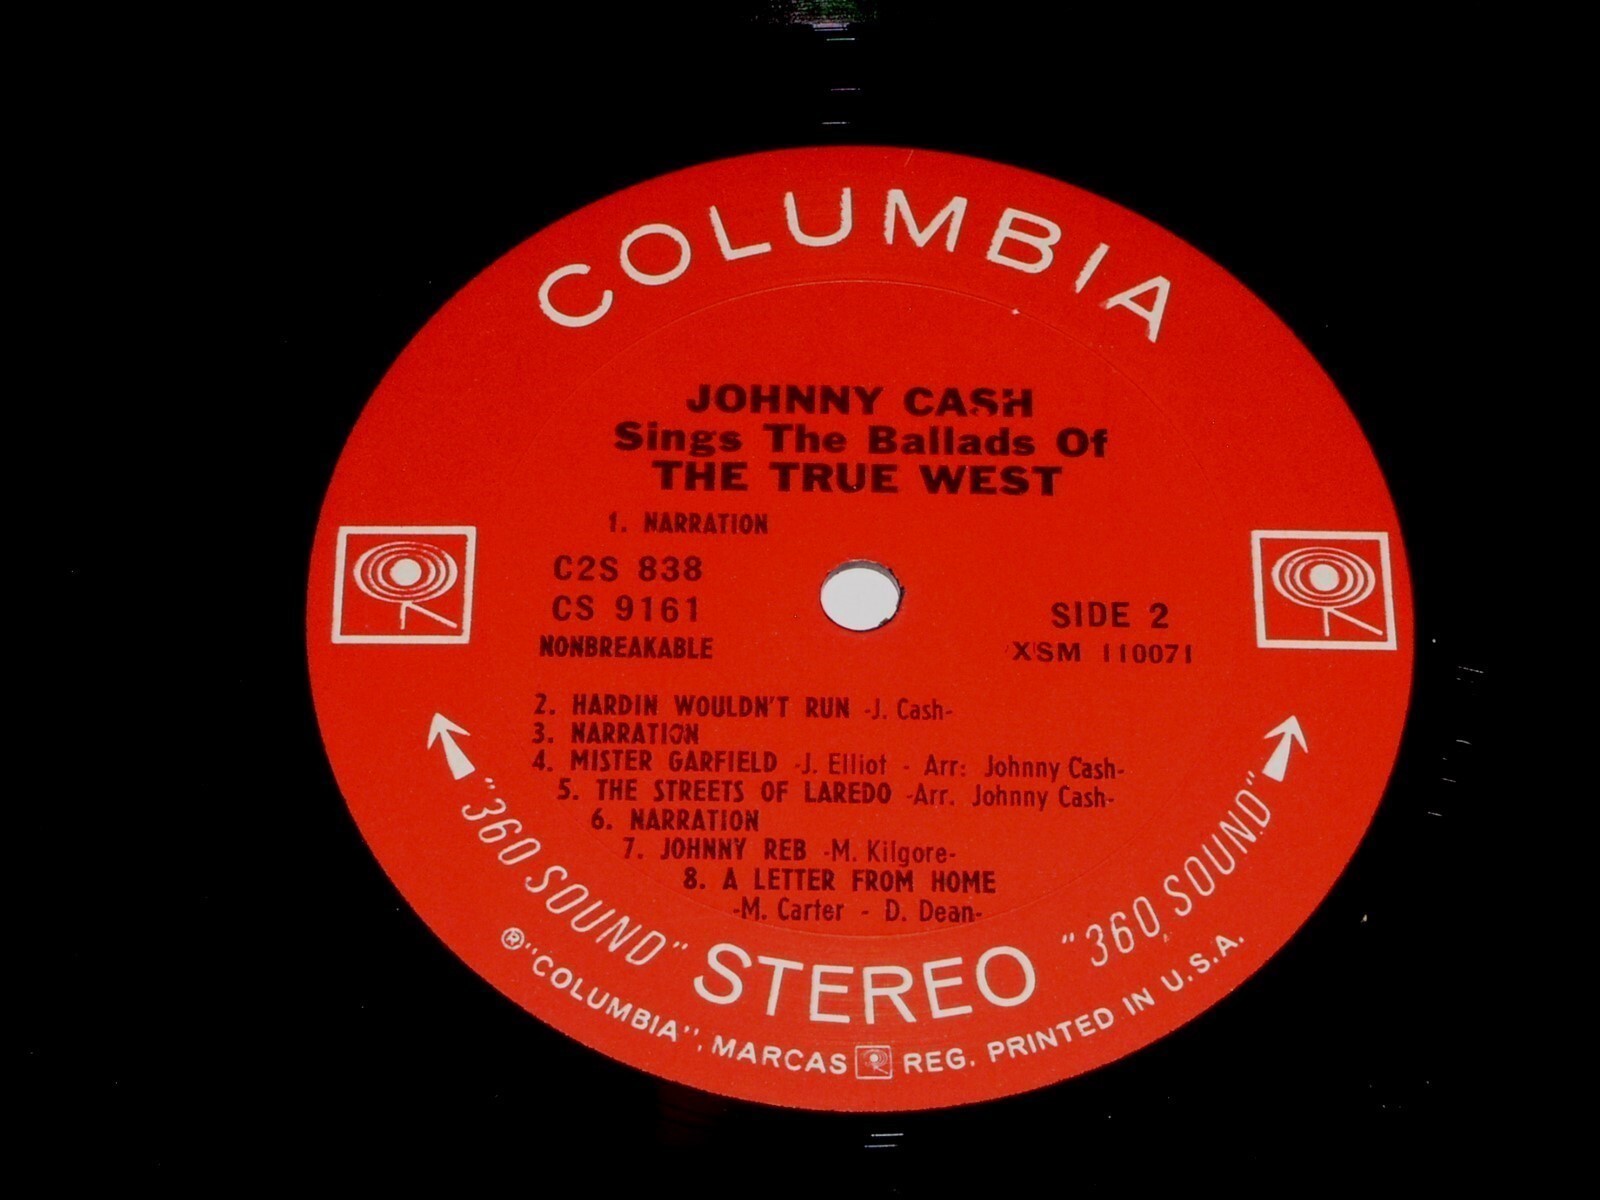 COLUMBIA
JOHNNY CASH
Sings The Ballads Of
THE TRUE WEST
1. NARRATION
C2S 838
CS 9161
NONBREAKABLE
SIDE 2
XSM 110071
2. HARDIN WOULDN'T RUN -J. Cash-
3. NARRATION
4. MISTER GARFIELD -J. Elliot - Arr: Johnny Cash-
5. THE STREETS OF LAREDO -Arr. Johnny Cash-
6. NARRATION
7. JOHNNY REB -M. Kilgore-
8. A LETTER FROM HOME
-M. Carter - D. Dean-
"360 SOUND" STEREO "360 SOUND"
® "COLUMBIA", MARCAS REG. PRINTED IN U.S.A.